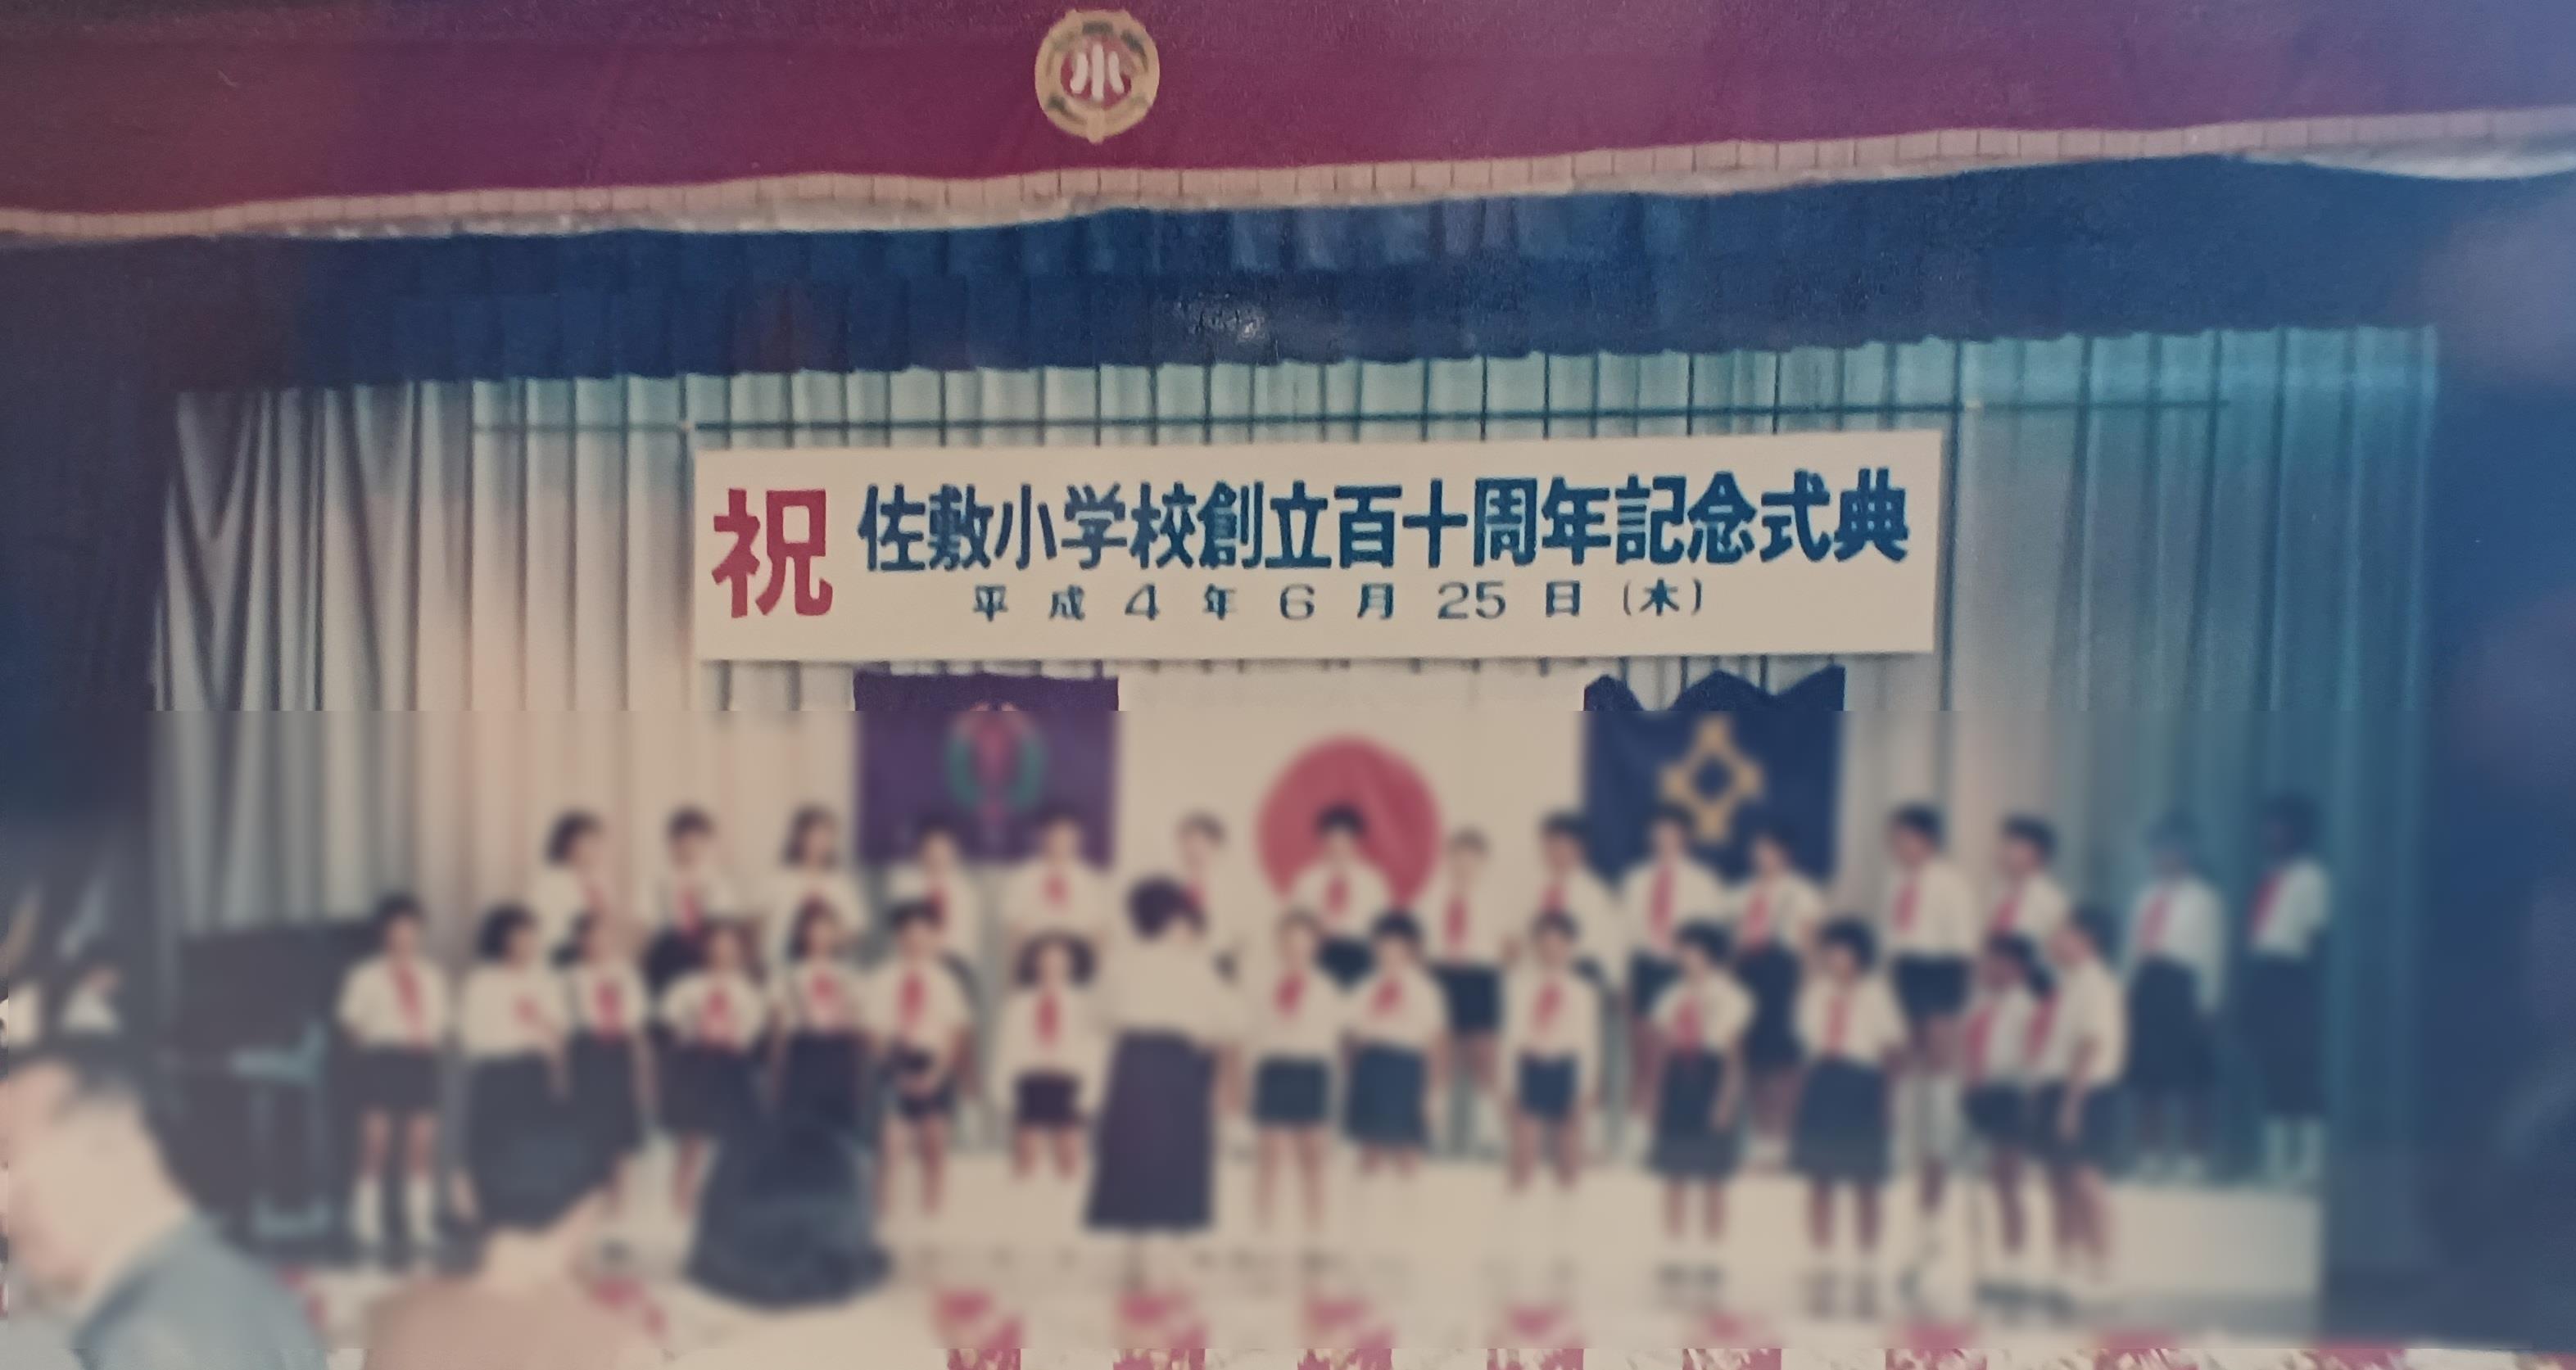 小
祝 佐敷小学校創立百十周年記念式典
平成4年6月25日(木)